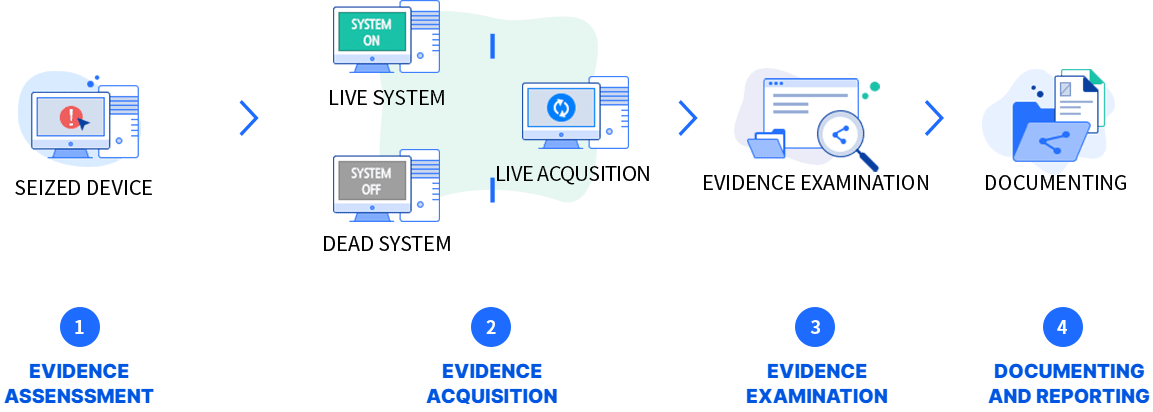 SYSTEM
ON
LIVE SYSTEM
SEIZED DEVICE
SYSTEM
OFF
DEAD SYSTEM
LIVE ACQUSITION
EVIDENCE EXAMINATION
DOCUMENTING
1
EVIDENCE
ASSENSSMENT
2
EVIDENCE
ACQUISITION
3
EVIDENCE
EXAMINATION
4
DOCUMENTING
AND REPORTING